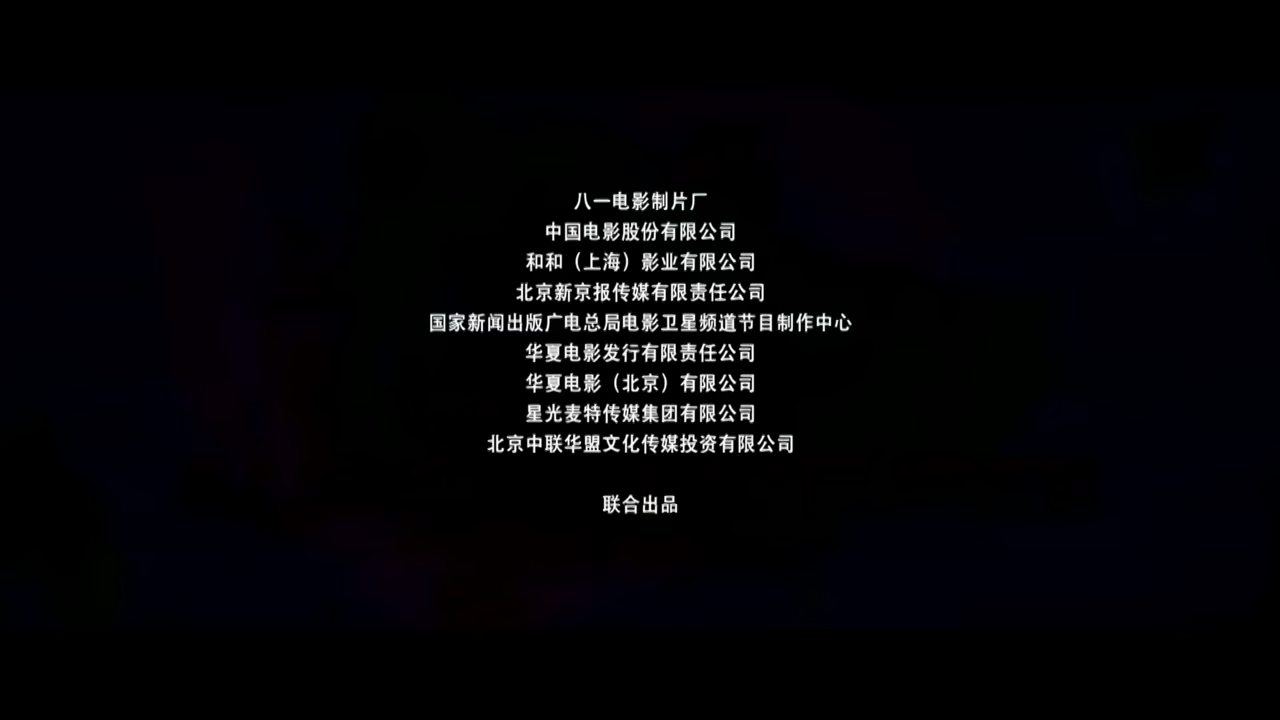 八一电影制片厂
中国电影股份有限公司
和和（上海）影业有限公司
北京新京报传媒有限责任公司
国家新闻出版广电总局电影卫星频道节目制作中心
华夏电影发行有限责任公司
华夏电影（北京）有限公司
星光麦特传媒集团有限公司
北京中联华盟文化传媒投资有限公司
联合出品